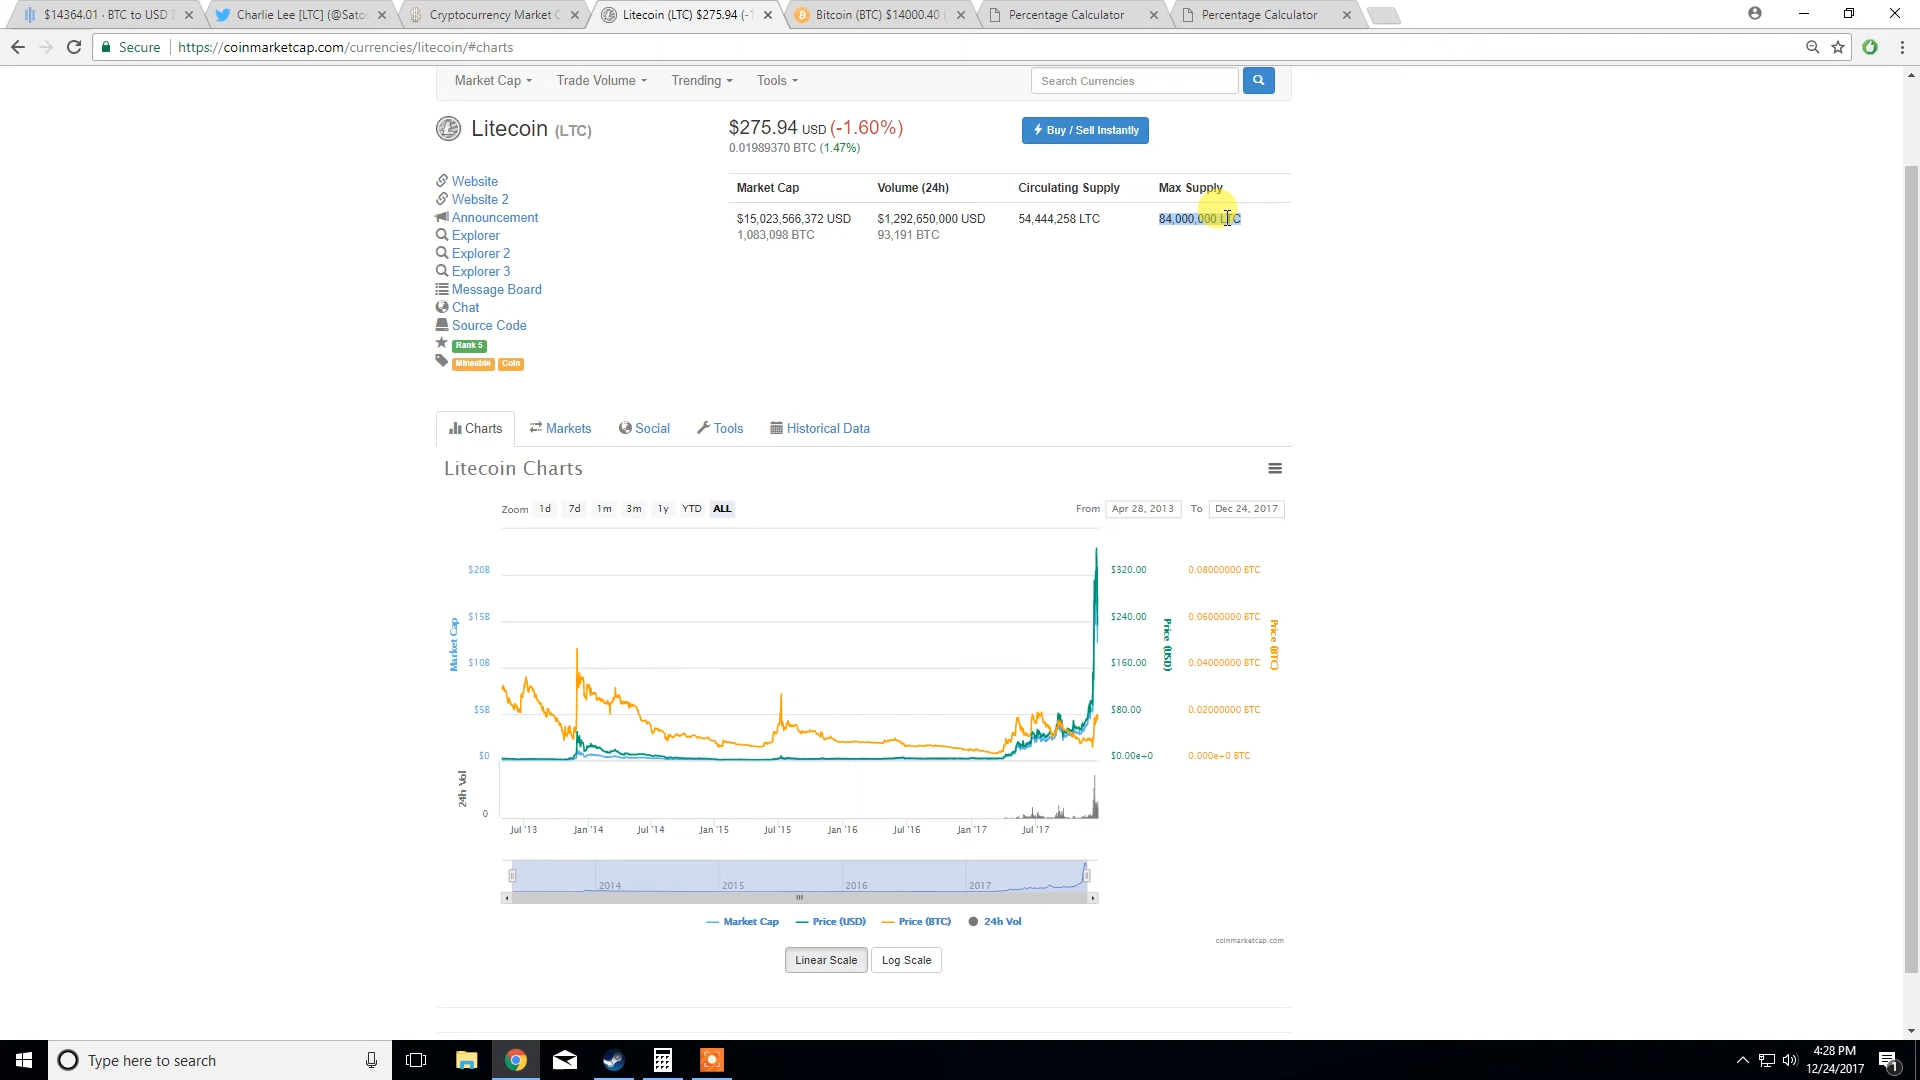 $14364.01 · BTC to USD
Charlie Lee [LTC] (@Sato
Cryptocurrency Market C
Litecoin (LTC) $275.94 (-1
Bitcoin (BTC) $14000.40 (
Percentage Calculator
Percentage Calculator
Secure
https://coinmarketcap.com/currencies/litecoin/#charts
Market Cap
Trade Volume
Trending
Tools
Search Currencies
Litecoin (LTC)
$275.94 USD (-1.60%)
0.01989370 BTC (1.47%)
Buy / Sell Instantly
Market Cap
Volume (24h)
Circulating Supply
Max Supply
$15,023,566,372 USD
$1,292,650,000 USD
54,444,258 LTC
84,000,000 LTC
1,083,098 BTC
93,191 BTC
Website
Website 2
Announcement
Explorer
Explorer 2
Explorer 3
Message Board
Chat
Source Code
Rank 5
Mineable
Coin
Charts
Markets
Social
Tools
Historical Data
Litecoin Charts
Zoom
1d
7d
1m
3m
1y
YTD
ALL
From
Apr 28, 2013
To
Dec 24, 2017
$20B
$15B
$10B
$5B
$0
Market Cap
24h Vol
0
$320.00
$240.00
$160.00
$80.00
$0.00e+0
Price (USD)
0.08000000 BTC
0.06000000 BTC
0.04000000 BTC
0.02000000 BTC
0.000e+0 BTC
Price (BTC)
Jul '13
Jan '14
Jul '14
Jan '15
Jul '15
Jan '16
Jul '16
Jan '17
Jul '17
2014
2015
2016
2017
Market Cap
Price (USD)
Price (BTC)
24h Vol
coinmarketcap.com
Linear Scale
Log Scale
Type here to search
4:28 PM
12/24/2017
1